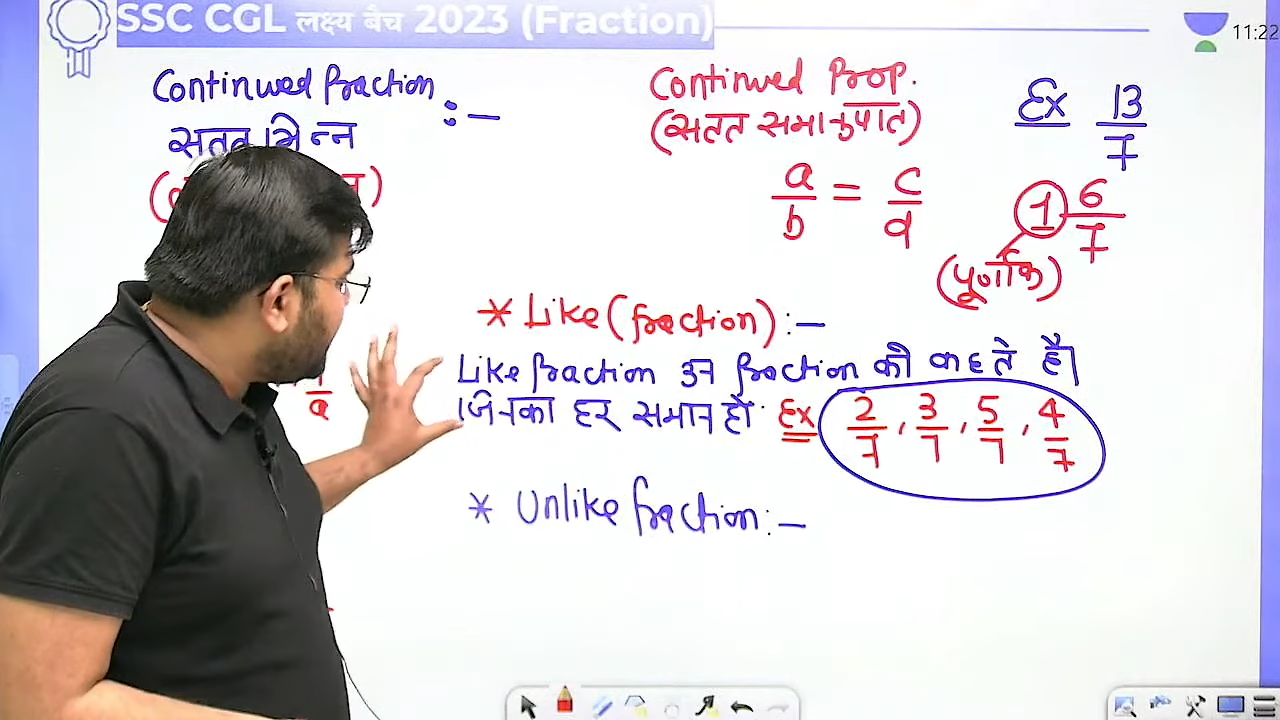 SSC CGL लक्ष्य बेच 2023 (Fraction)
11:22
Continued fraction :-
सतत भिन्न
Continued Prop.
(सतत समानुपात)
a/b = c/d
Ex 13/7
1 6/7
(पूर्णांक)
* Like (fraction) :-
Like fraction उन fraction को कहते है।
जिनका हर समान हो. Ex 2/7, 3/7, 5/7, 4/7
* Unlike fraction :-